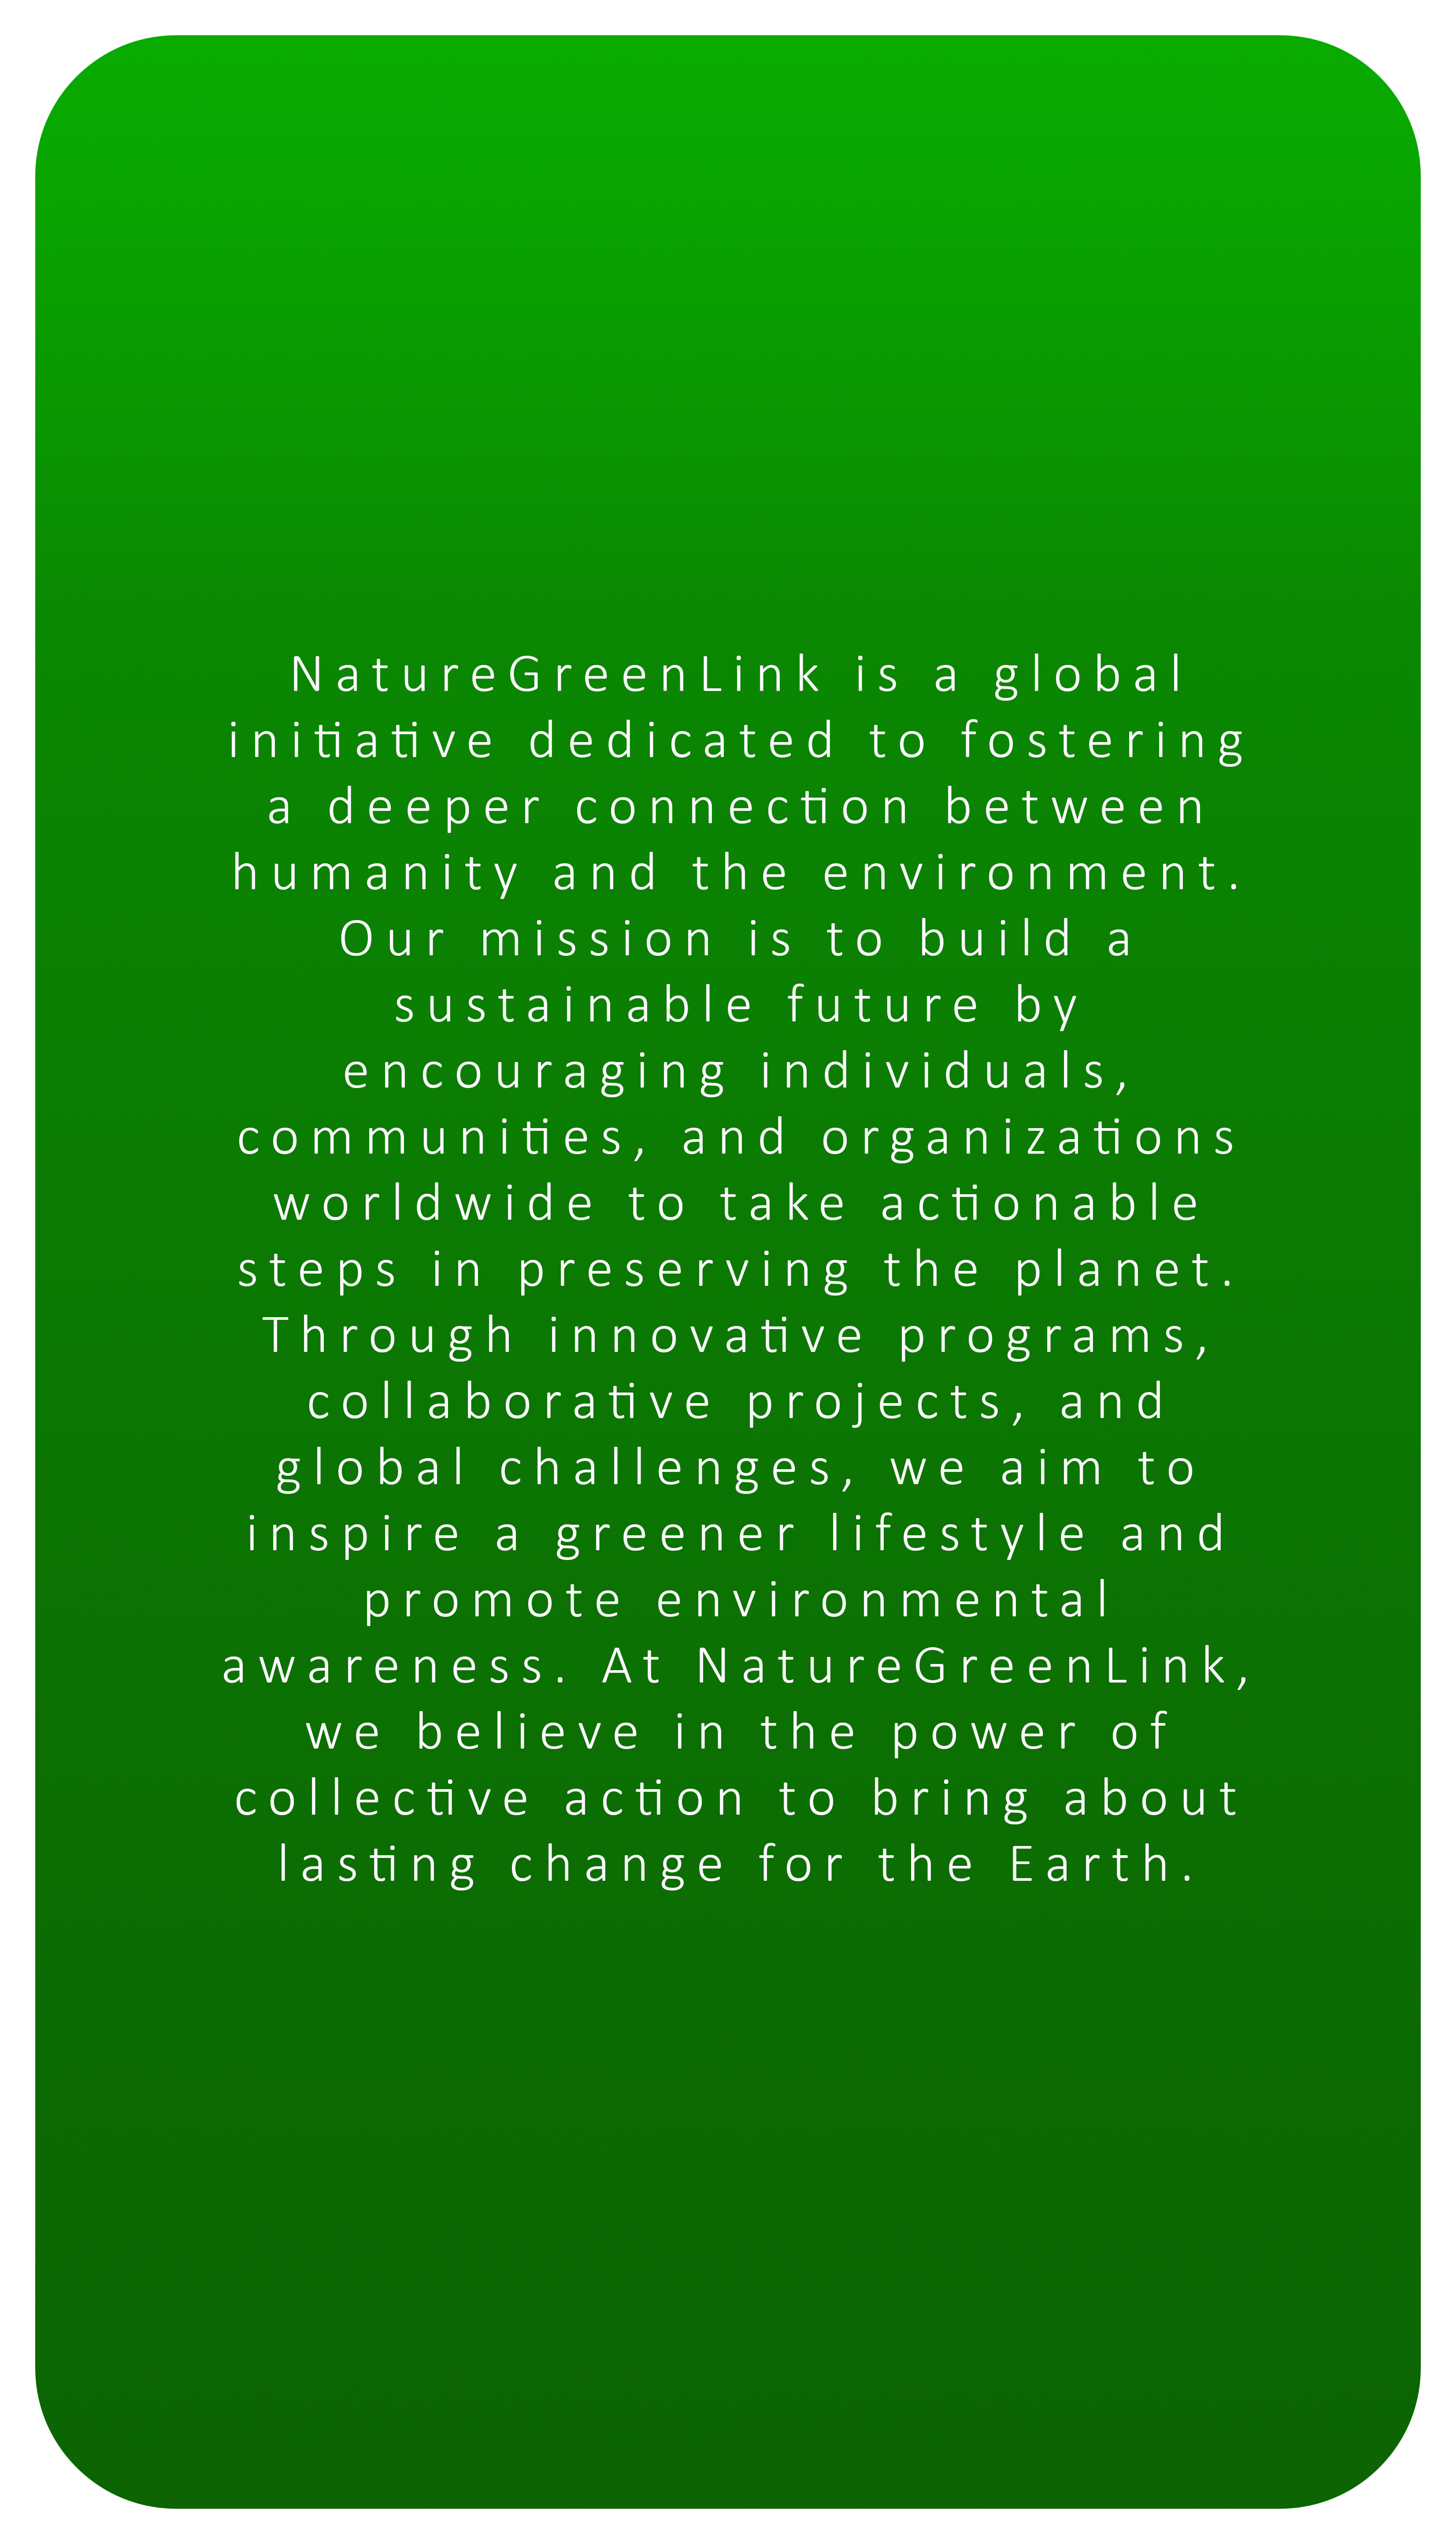 NatureGreenLink is a global
initiative dedicated to fostering
a deeper connection between
humanity and the environment.
Our mission is to build a
sustainable future by
encouraging individuals,
communities, and organizations
worldwide to take actionable
steps in preserving the planet.
Through innovative programs,
collaborative projects, and
global challenges, we aim to
inspire a greener lifestyle and
promote environmental
awareness. At NatureGreenLink,
we believe in the power of
collective action to bring about
lasting change for the Earth.